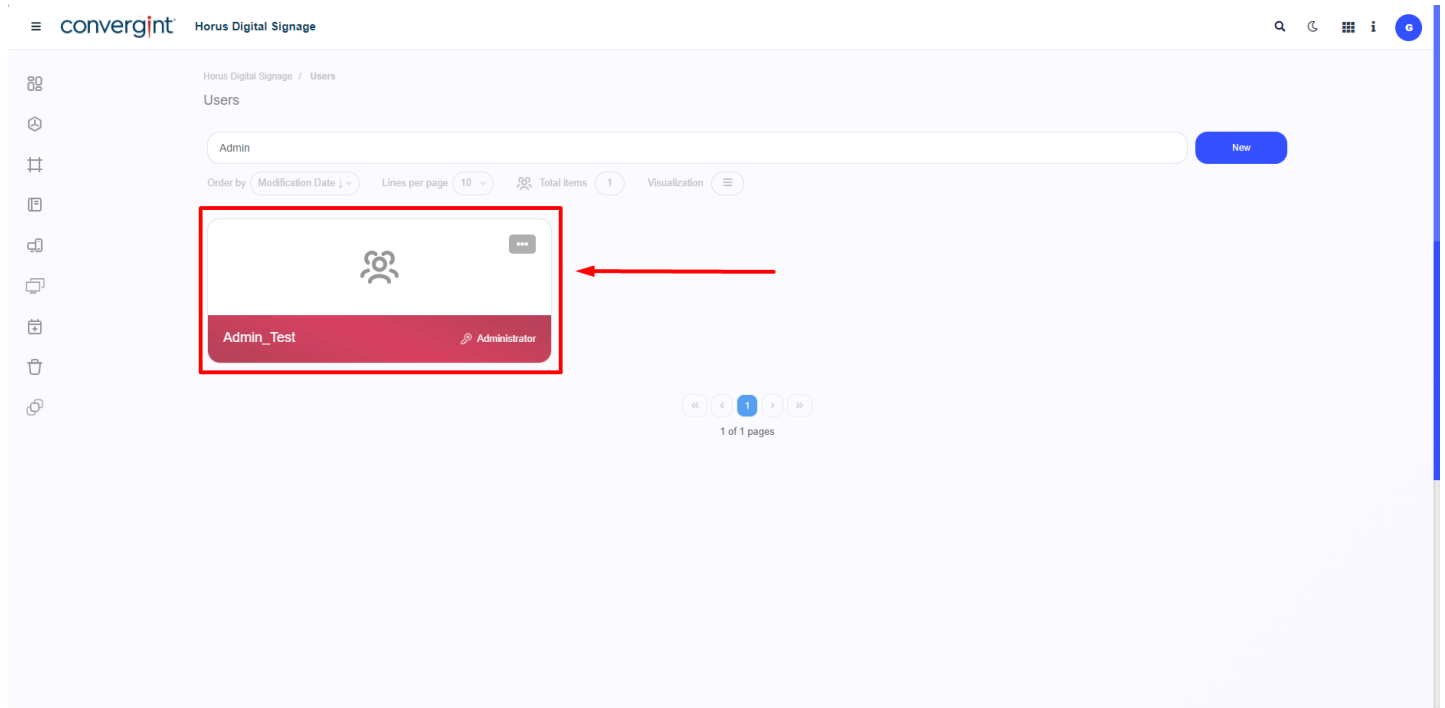 convergint Horus Digital Signage i G
Horus Digital Signage / Users
Users
Admin New
Order by Modification Date ↓ Lines per page 10 Total items 1 Visualization
Admin_Test Administrator
« < 1 > »
1 of 1 pages